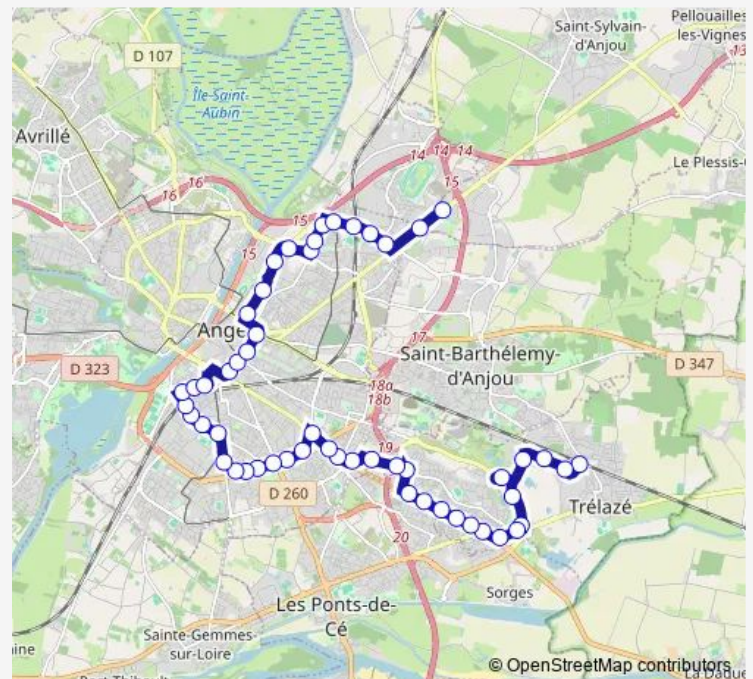 Pellouailles-
les-Vignes
Saint-Sylvain-
d'Anjou
D 107
Île-Saint-
Aubin
Avrillé
14
14
14
Le Plessis-
16
16
15
15
15
Ange
17
Saint-Barthélemy-
d'Anjou
D 323
D 347
18a
18b
19
D 260
Trélazé
20
Les Ponts-de-
Cé
Sorges
Sainte-Gemmes-
sur-Loire
© OpenStreetMap contributors